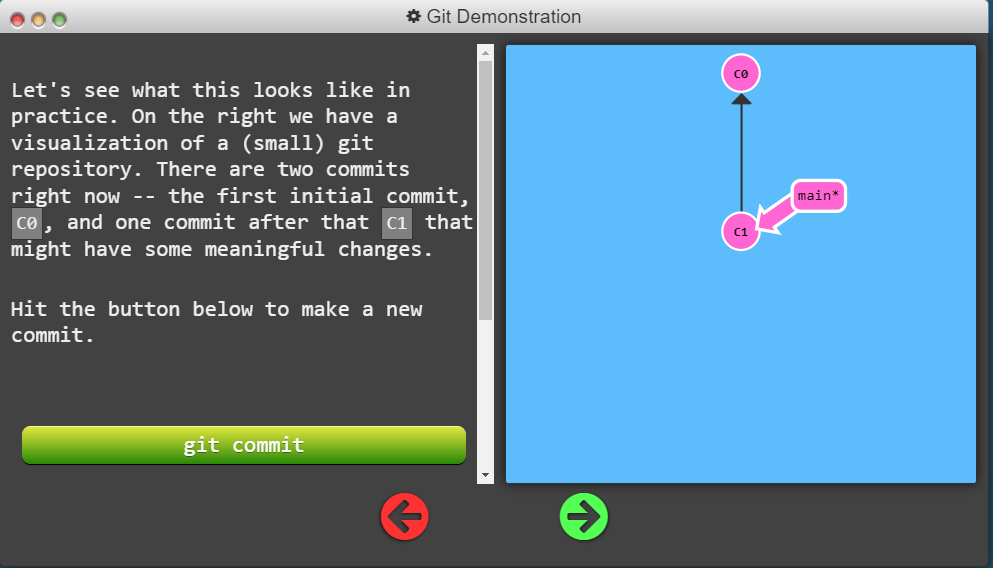 Git Demonstration
Let's see what this looks like in
practice. On the right we have a
visualization of a (small) git
repository. There are two commits
right now -- the first initial commit,
C0, and one commit after that C1 that
might have some meaningful changes.
Hit the button below to make a new
commit.
git commit
C0
main*
C1